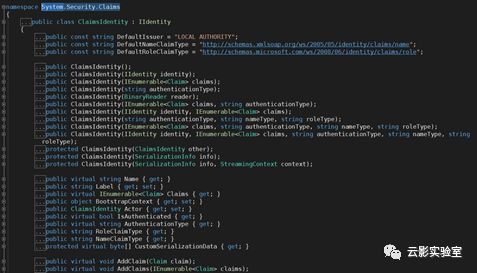 namespace System.Security.Claims
{
...public class ClaimsIdentity : IIdentity
{
...public const string DefaultIssuer = "LOCAL AUTHORITY";
...public const string DefaultNameClaimType = "http://schemas.xmlsoap.org/ws/2005/05/identity/claims/name";
...public const string DefaultRoleClaimType = "http://schemas.microsoft.com/ws/2008/06/identity/claims/role";
...public ClaimsIdentity();
...public ClaimsIdentity(IIdentity identity);
...public ClaimsIdentity(IEnumerable<Claim> claims);
...public ClaimsIdentity(string authenticationType);
...public ClaimsIdentity(BinaryReader reader);
...public ClaimsIdentity(IEnumerable<Claim> claims, string authenticationType);
...public ClaimsIdentity(IIdentity identity, IEnumerable<Claim> claims);
...public ClaimsIdentity(string authenticationType, string nameType, string roleType);
...public ClaimsIdentity(IEnumerable<Claim> claims, string authenticationType, string nameType, string roleType);
...public ClaimsIdentity(IIdentity identity, IEnumerable<Claim> claims, string authenticationType, string nameType, string
roleType);
...protected ClaimsIdentity(ClaimsIdentity other);
...protected ClaimsIdentity(SerializationInfo info);
...protected ClaimsIdentity(SerializationInfo info, StreamingContext context);
...public virtual string Name { get; }
...public string Label { get; set; }
...public virtual IEnumerable<Claim> Claims { get; }
...public object BootstrapContext { get; set; }
...public ClaimsIdentity Actor { get; set; }
...public virtual bool IsAuthenticated { get; }
...public virtual string AuthenticationType { get; }
...public string RoleClaimType { get; }
...public string NameClaimType { get; }
...protected virtual byte[] CustomSerializationData { get; }
...public virtual void AddClaim(Claim claim);
...public virtual void AddClaims(IEnumerable<Claim> claims);
云影实验室